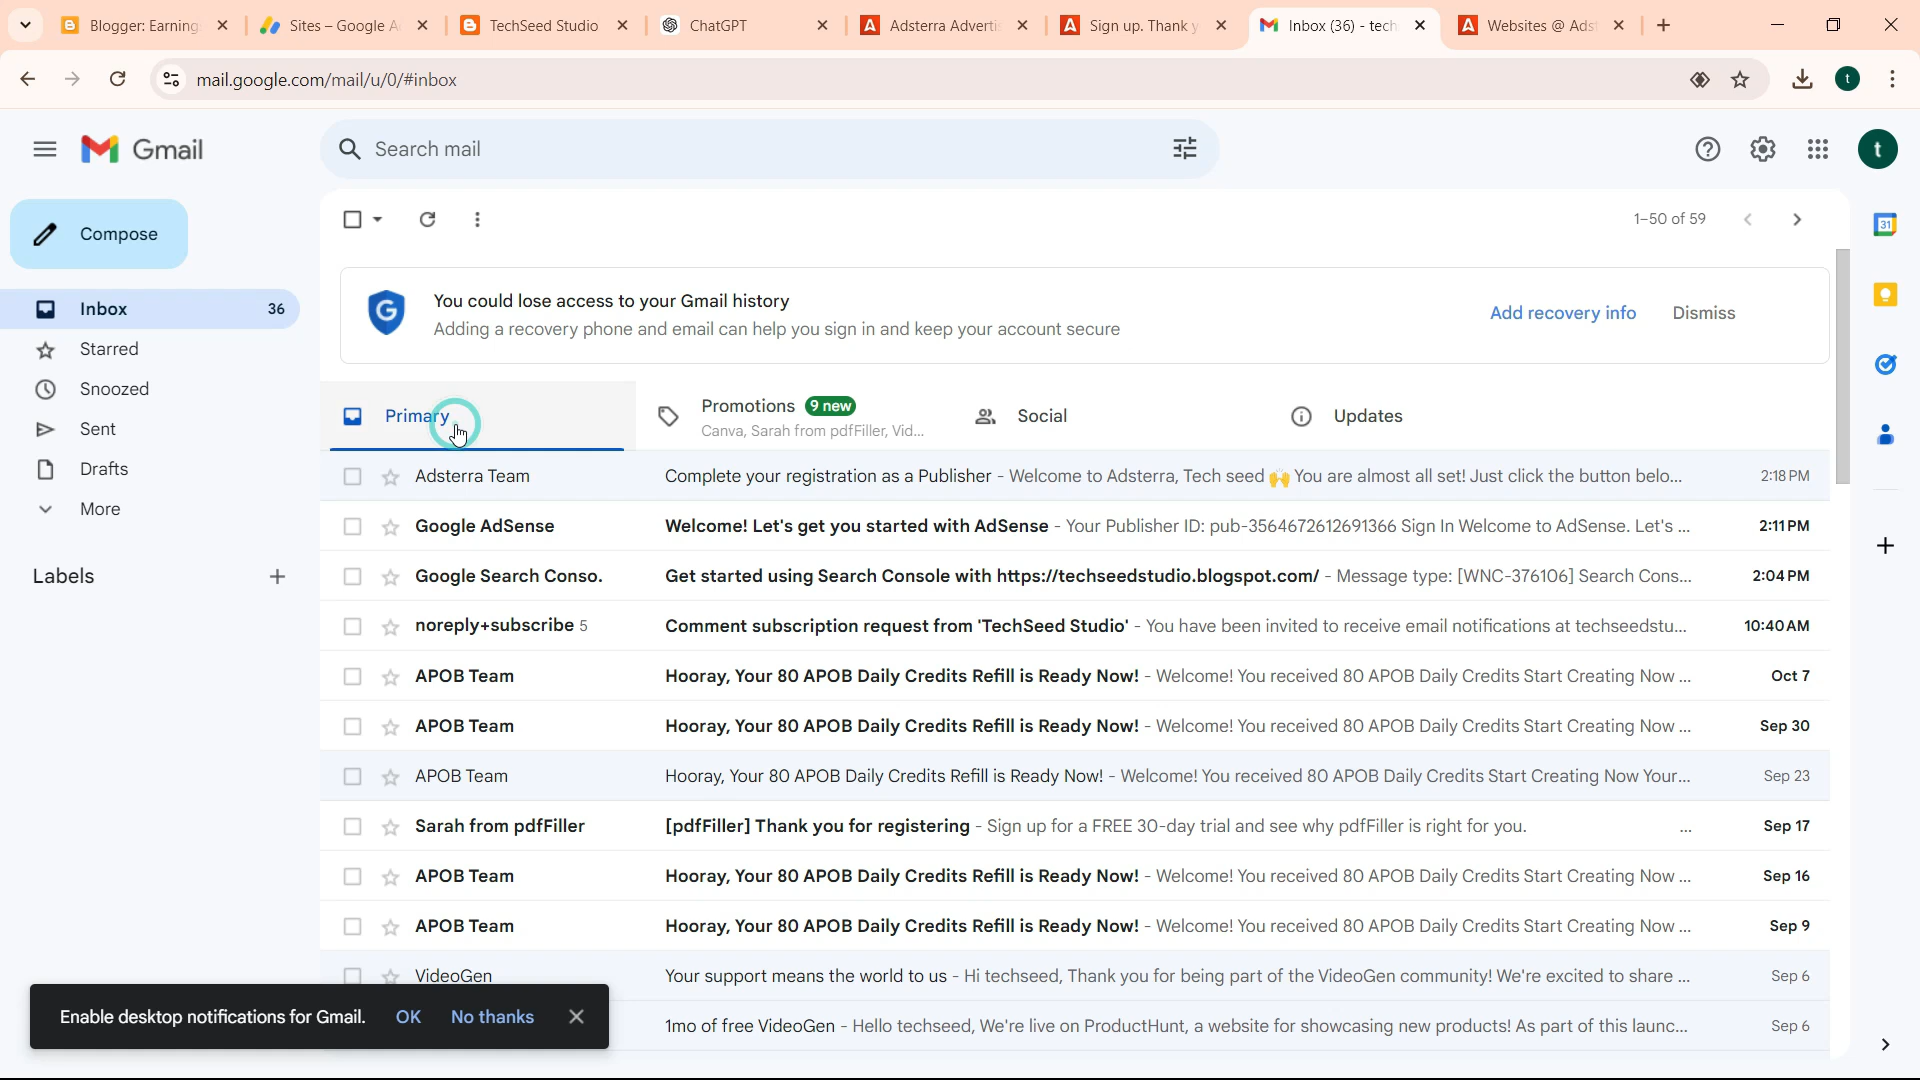 Blogger: Earning
Sites – Google A
TechSeed Studio
ChatGPT
Adsterra Adverti
Sign up. Thank y
Inbox (36) - tech
Websites @ Ads
mail.google.com/mail/u/0/#inbox
t
Gmail
Search mail
t
Compose
1–50 of 59
31
Inbox 36
Starred
Snoozed
Sent
Drafts
More
Labels
G
You could lose access to your Gmail history
Adding a recovery phone and email can help you sign in and keep your account secure
Add recovery info
Dismiss
Primary
Promotions 9 new
Canva, Sarah from pdfFiller, Vid...
Social
Updates
Adsterra Team Complete your registration as a Publisher - Welcome to Adsterra, Tech seed 🙌 You are almost all set! Just click the button belo... 2:18 PM
Google AdSense Welcome! Let's get you started with AdSense - Your Publisher ID: pub-3564672612691366 Sign In Welcome to AdSense. Let's ... 2:11 PM
Google Search Conso. Get started using Search Console with https://techseedstudio.blogspot.com/ - Message type: [WNC-376106] Search Cons... 2:04 PM
noreply+subscribe 5 Comment subscription request from 'TechSeed Studio' - You have been invited to receive email notifications at techseedstu... 10:40 AM
APOB Team Hooray, Your 80 APOB Daily Credits Refill is Ready Now! - Welcome! You received 80 APOB Daily Credits Start Creating Now ... Oct 7
APOB Team Hooray, Your 80 APOB Daily Credits Refill is Ready Now! - Welcome! You received 80 APOB Daily Credits Start Creating Now ... Sep 30
APOB Team Hooray, Your 80 APOB Daily Credits Refill is Ready Now! - Welcome! You received 80 APOB Daily Credits Start Creating Now Your... Sep 23
Sarah from pdfFiller [pdfFiller] Thank you for registering - Sign up for a FREE 30-day trial and see why pdfFiller is right for you. ... Sep 17
APOB Team Hooray, Your 80 APOB Daily Credits Refill is Ready Now! - Welcome! You received 80 APOB Daily Credits Start Creating Now ... Sep 16
APOB Team Hooray, Your 80 APOB Daily Credits Refill is Ready Now! - Welcome! You received 80 APOB Daily Credits Start Creating Now ... Sep 9
VideoGen Your support means the world to us - Hi techseed, Thank you for being part of the VideoGen community! We're excited to share ... Sep 6
1mo of free VideoGen - Hello techseed, We're live on ProductHunt, a website for showcasing new products! As part of this launc... Sep 6
Enable desktop notifications for Gmail. OK No thanks